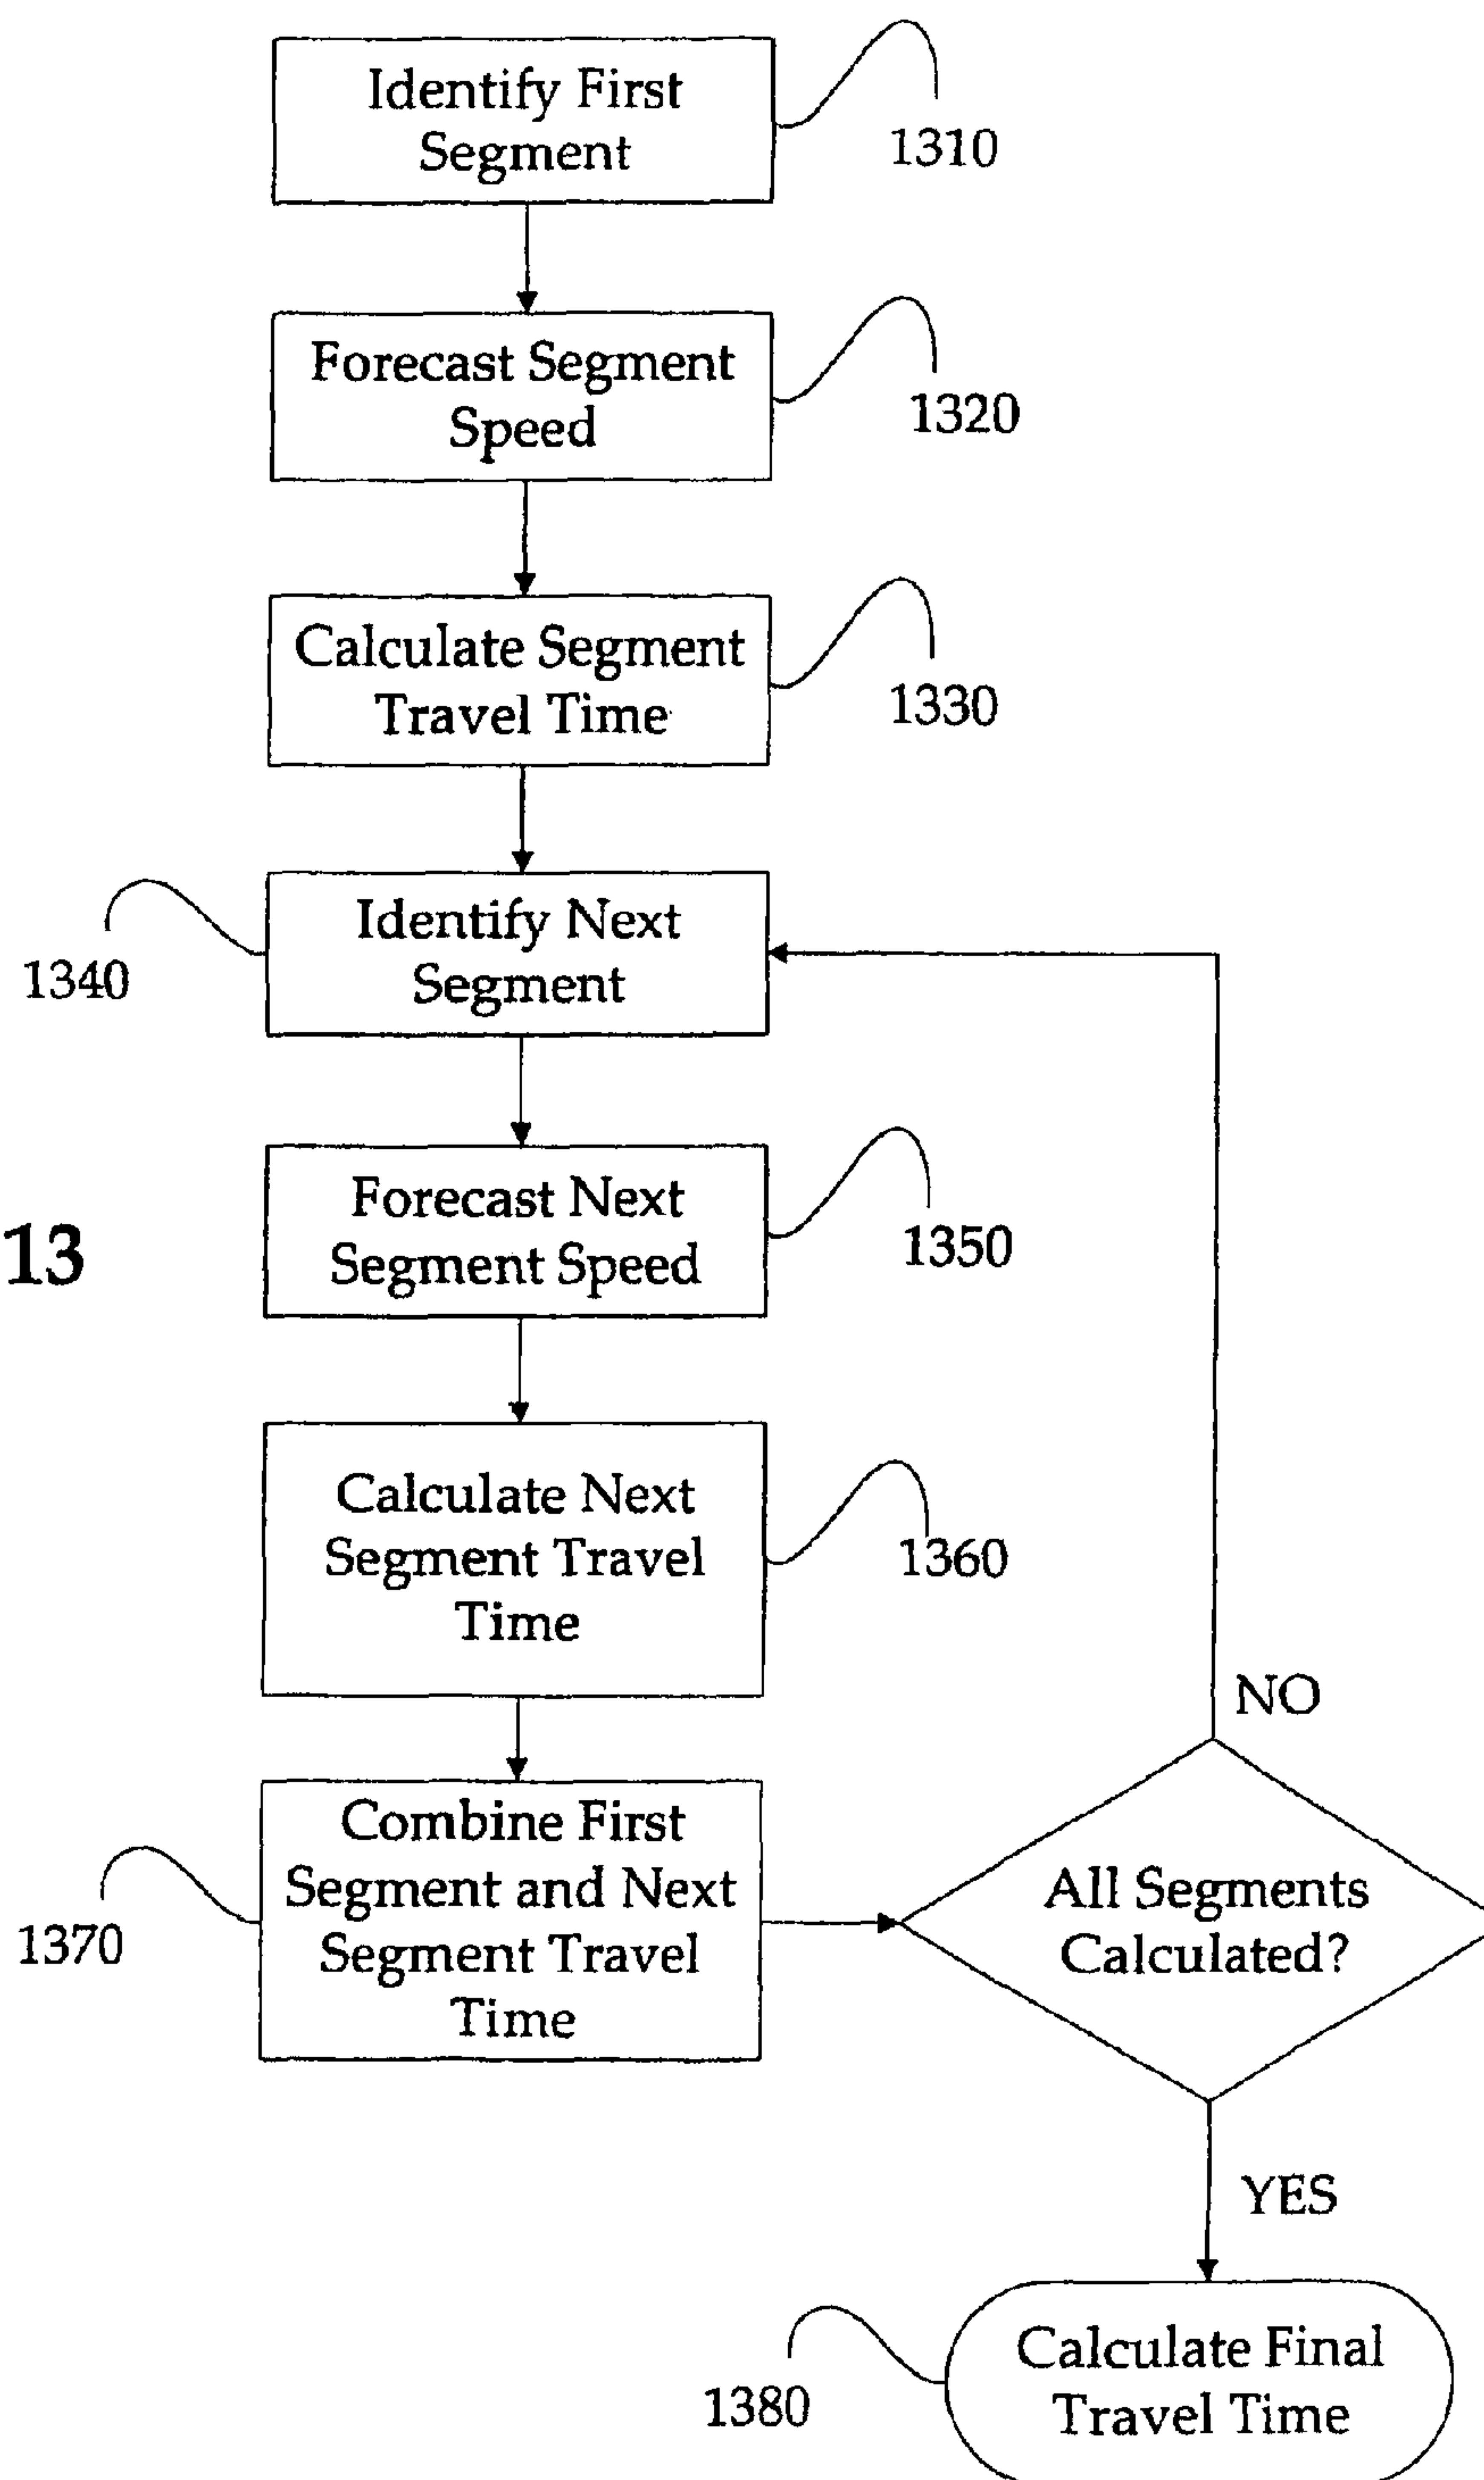 Identify First
Segment
1310
Forecast Segment
Speed
1320
Calculate Segment
Travel Time
1330
Identify Next
Segment
1340
Forecast Next
Segment Speed
1350
13
Calculate Next
Segment Travel
Time
1360
NO
Combine First
Segment and Next
Segment Travel
Time
1370
All Segments
Calculated?
YES
Calculate Final
Travel Time
1380